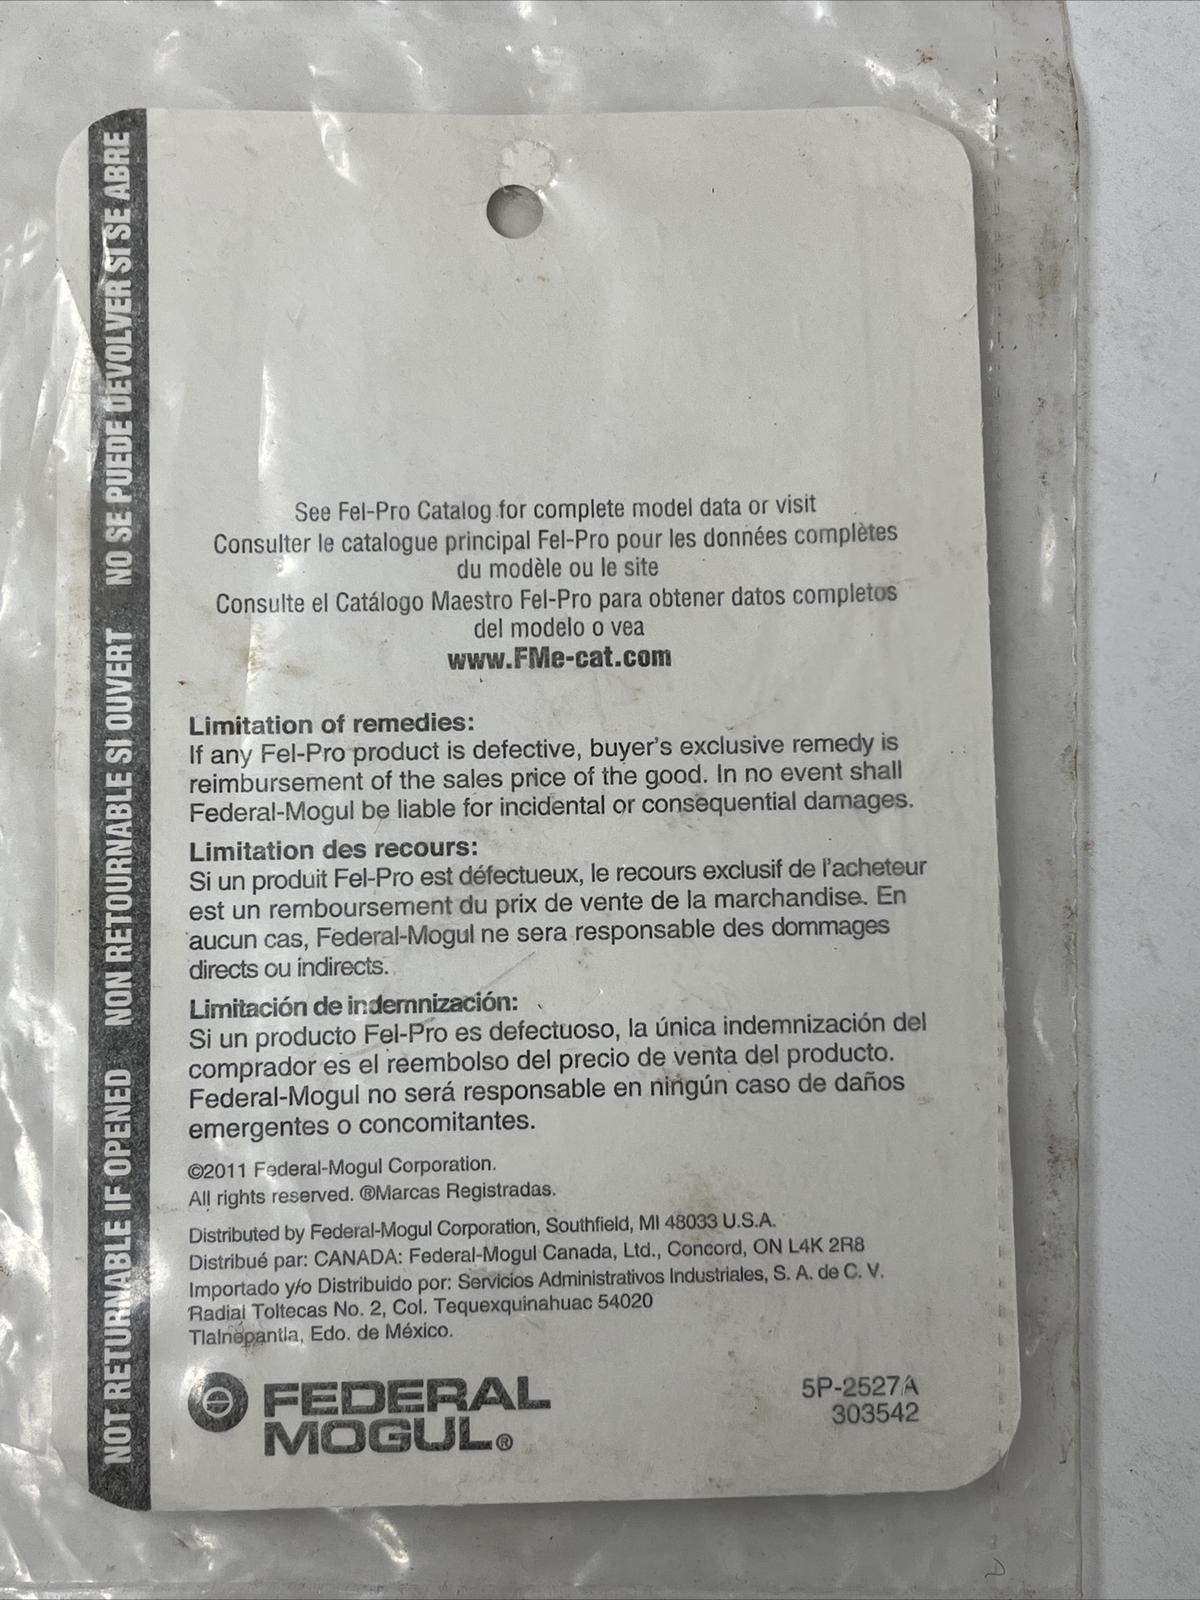 NOT RETURNABLE IF OPENED NON RETOURNABLE SI OUVERT NO SE PUEDE DEVOLVER SI SE ABRE
See Fel-Pro Catalog for complete model data or visit
Consulter le catalogue principal Fel-Pro pour les données complètes
du modèle ou le site
Consulte el Catálogo Maestro Fel-Pro para obtener datos completos
del modelo o vea
www.FMe-cat.com
Limitation of remedies:
If any Fel-Pro product is defective, buyer's exclusive remedy is
reimbursement of the sales price of the good. In no event shall
Federal-Mogul be liable for incidental or consequential damages.
Limitation des recours:
Si un produit Fel-Pro est défectueux, le recours exclusif de l'acheteur
est un remboursement du prix de vente de la marchandise. En
aucun cas, Federal-Mogul ne sera responsable des dommages
directs ou indirects.
Limitación de indemnización:
Si un producto Fel-Pro es defectuoso, la única indemnización del
comprador es el reembolso del precio de venta del producto.
Federal-Mogul no será responsable en ningún caso de daños
emergentes o concomitantes.
©2011 Federal-Mogul Corporation.
All rights reserved. ®Marcas Registradas.
Distributed by Federal-Mogul Corporation, Southfield, MI 48033 U.S.A.
Distribué par: CANADA: Federal-Mogul Canada, Ltd., Concord, ON L4K 2R8
Importado y/o Distribuido por: Servicios Administrativos Industriales, S. A. de C. V.
Radial Toltecas No. 2, Col. Tequexquinahuac 54020
Tlalnepantla, Edo. de México.
FEDERAL
MOGUL®
5P-2527A
303542